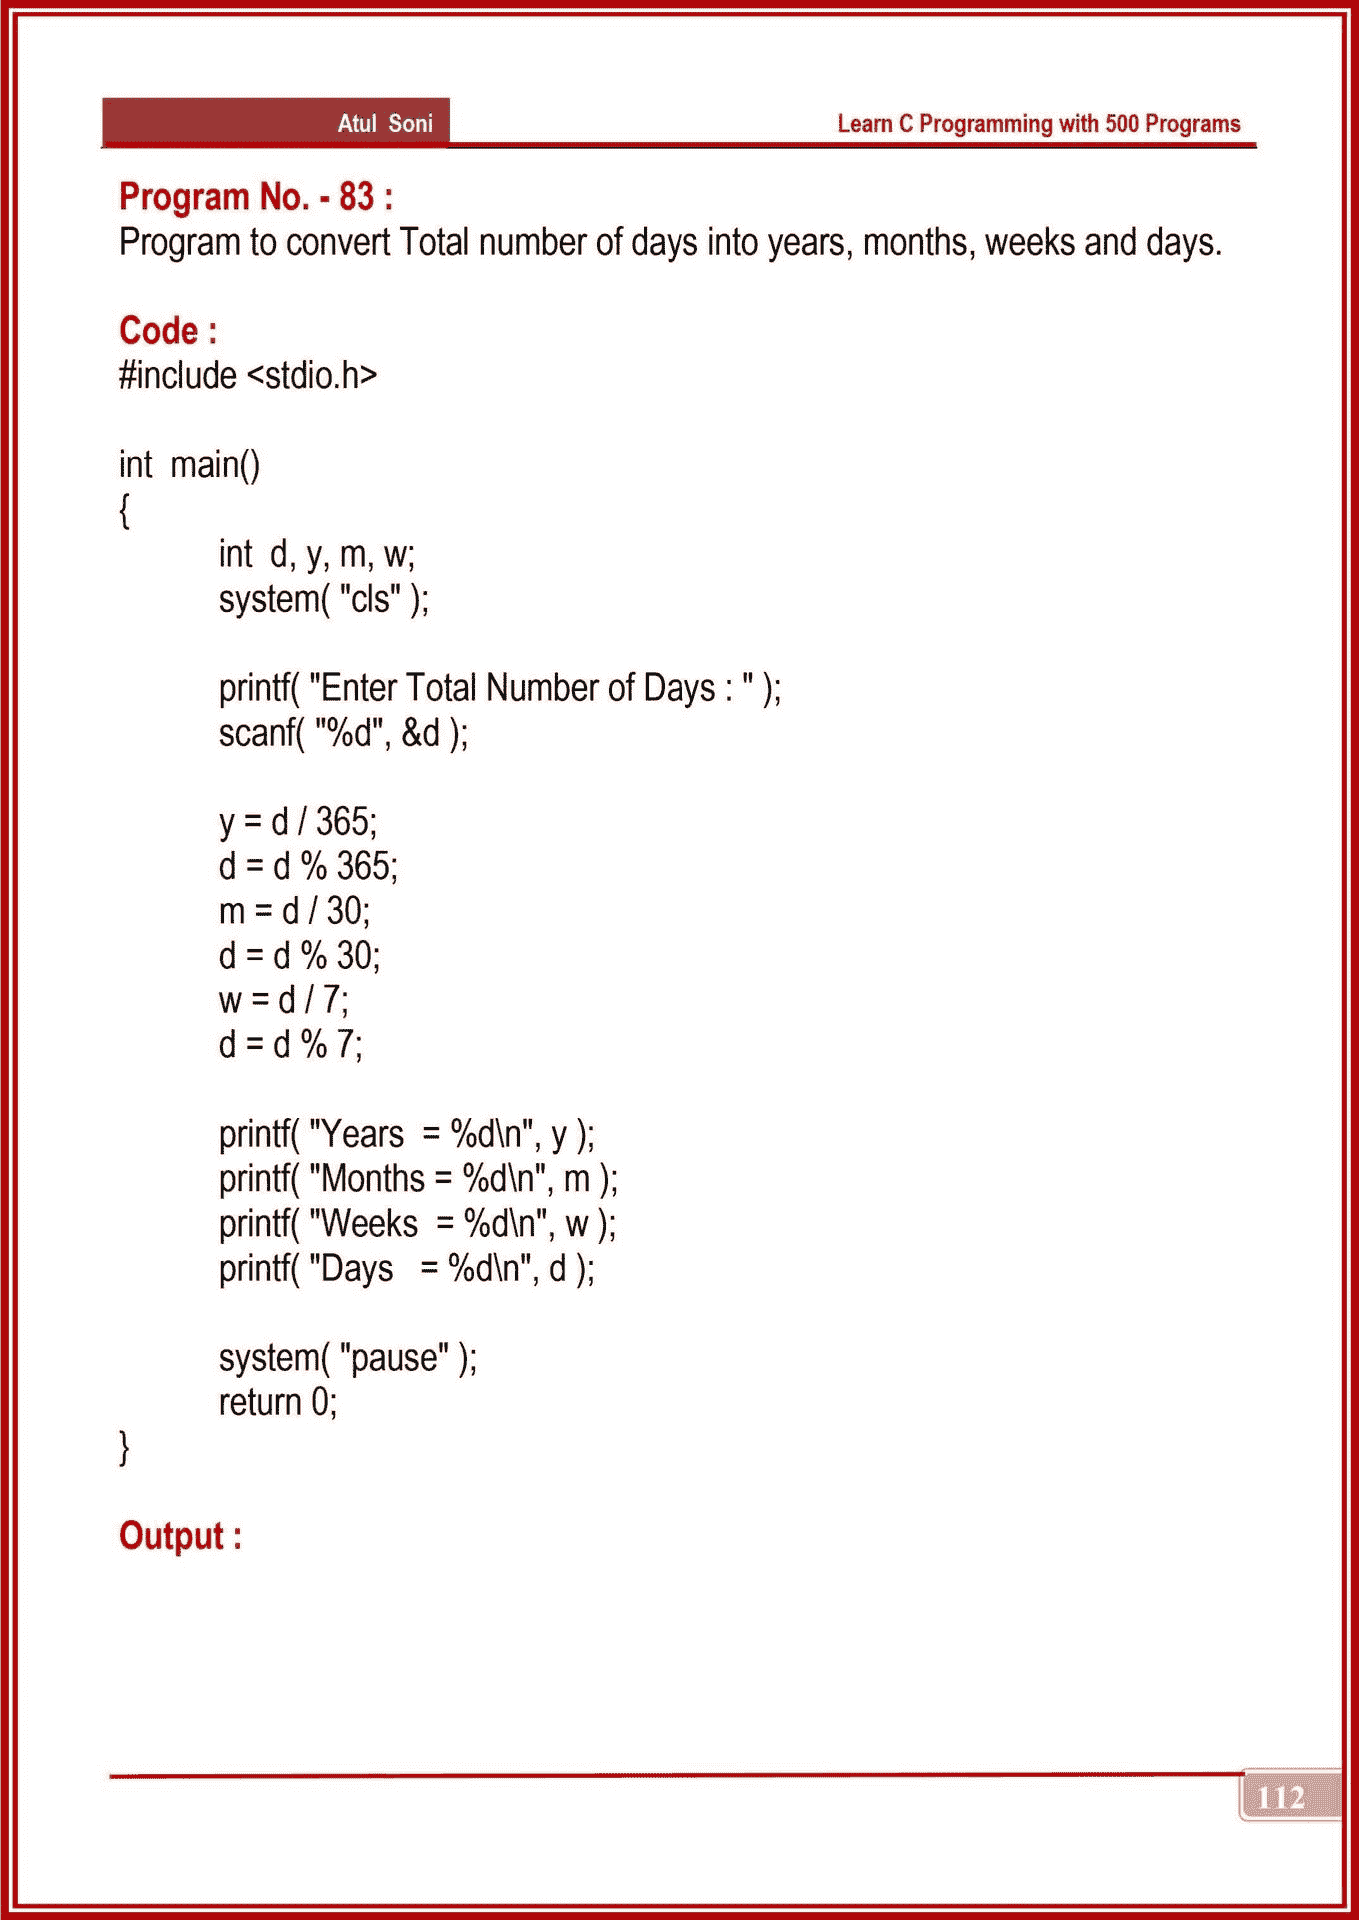 Atul  Soni
Learn C Programming with 500 Programs
Program No. - 83 :
Program to convert Total number of days into years, months, weeks and days.
Code :
#include <stdio.h>
int  main()
{
int  d, y, m, w;
system( "cls" );
printf( "Enter Total Number of Days : " );
scanf( "%d", &d );
y = d / 365;
d = d % 365;
m = d / 30;
d = d % 30;
w = d / 7;
d = d % 7;
printf( "Years  = %d\n", y );
printf( "Months = %d\n", m );
printf( "Weeks  = %d\n", w );
printf( "Days   = %d\n", d );
system( "pause" );
return 0;
}
Output :
112